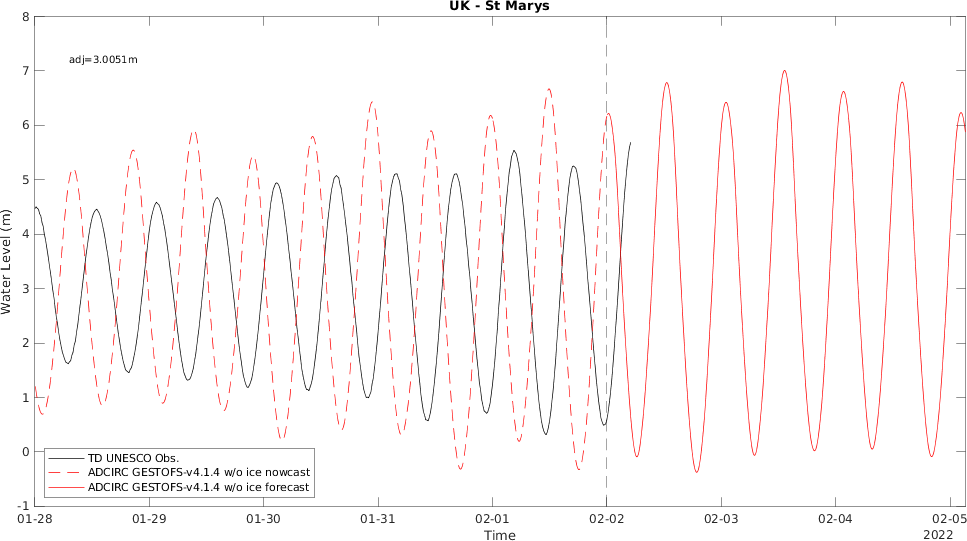 UK - St Marys
8
adj=3.0051m
7
6
5
4
3
2
1
0
-1
Water Level (m)
TD UNESCO Obs.
ADCIRC GESTOFS-v4.1.4 w/o ice nowcast
ADCIRC GESTOFS-v4.1.4 w/o ice forecast
01-28 01-29 01-30 01-31 02-01 02-02 02-03 02-04 02-05
Time 2022